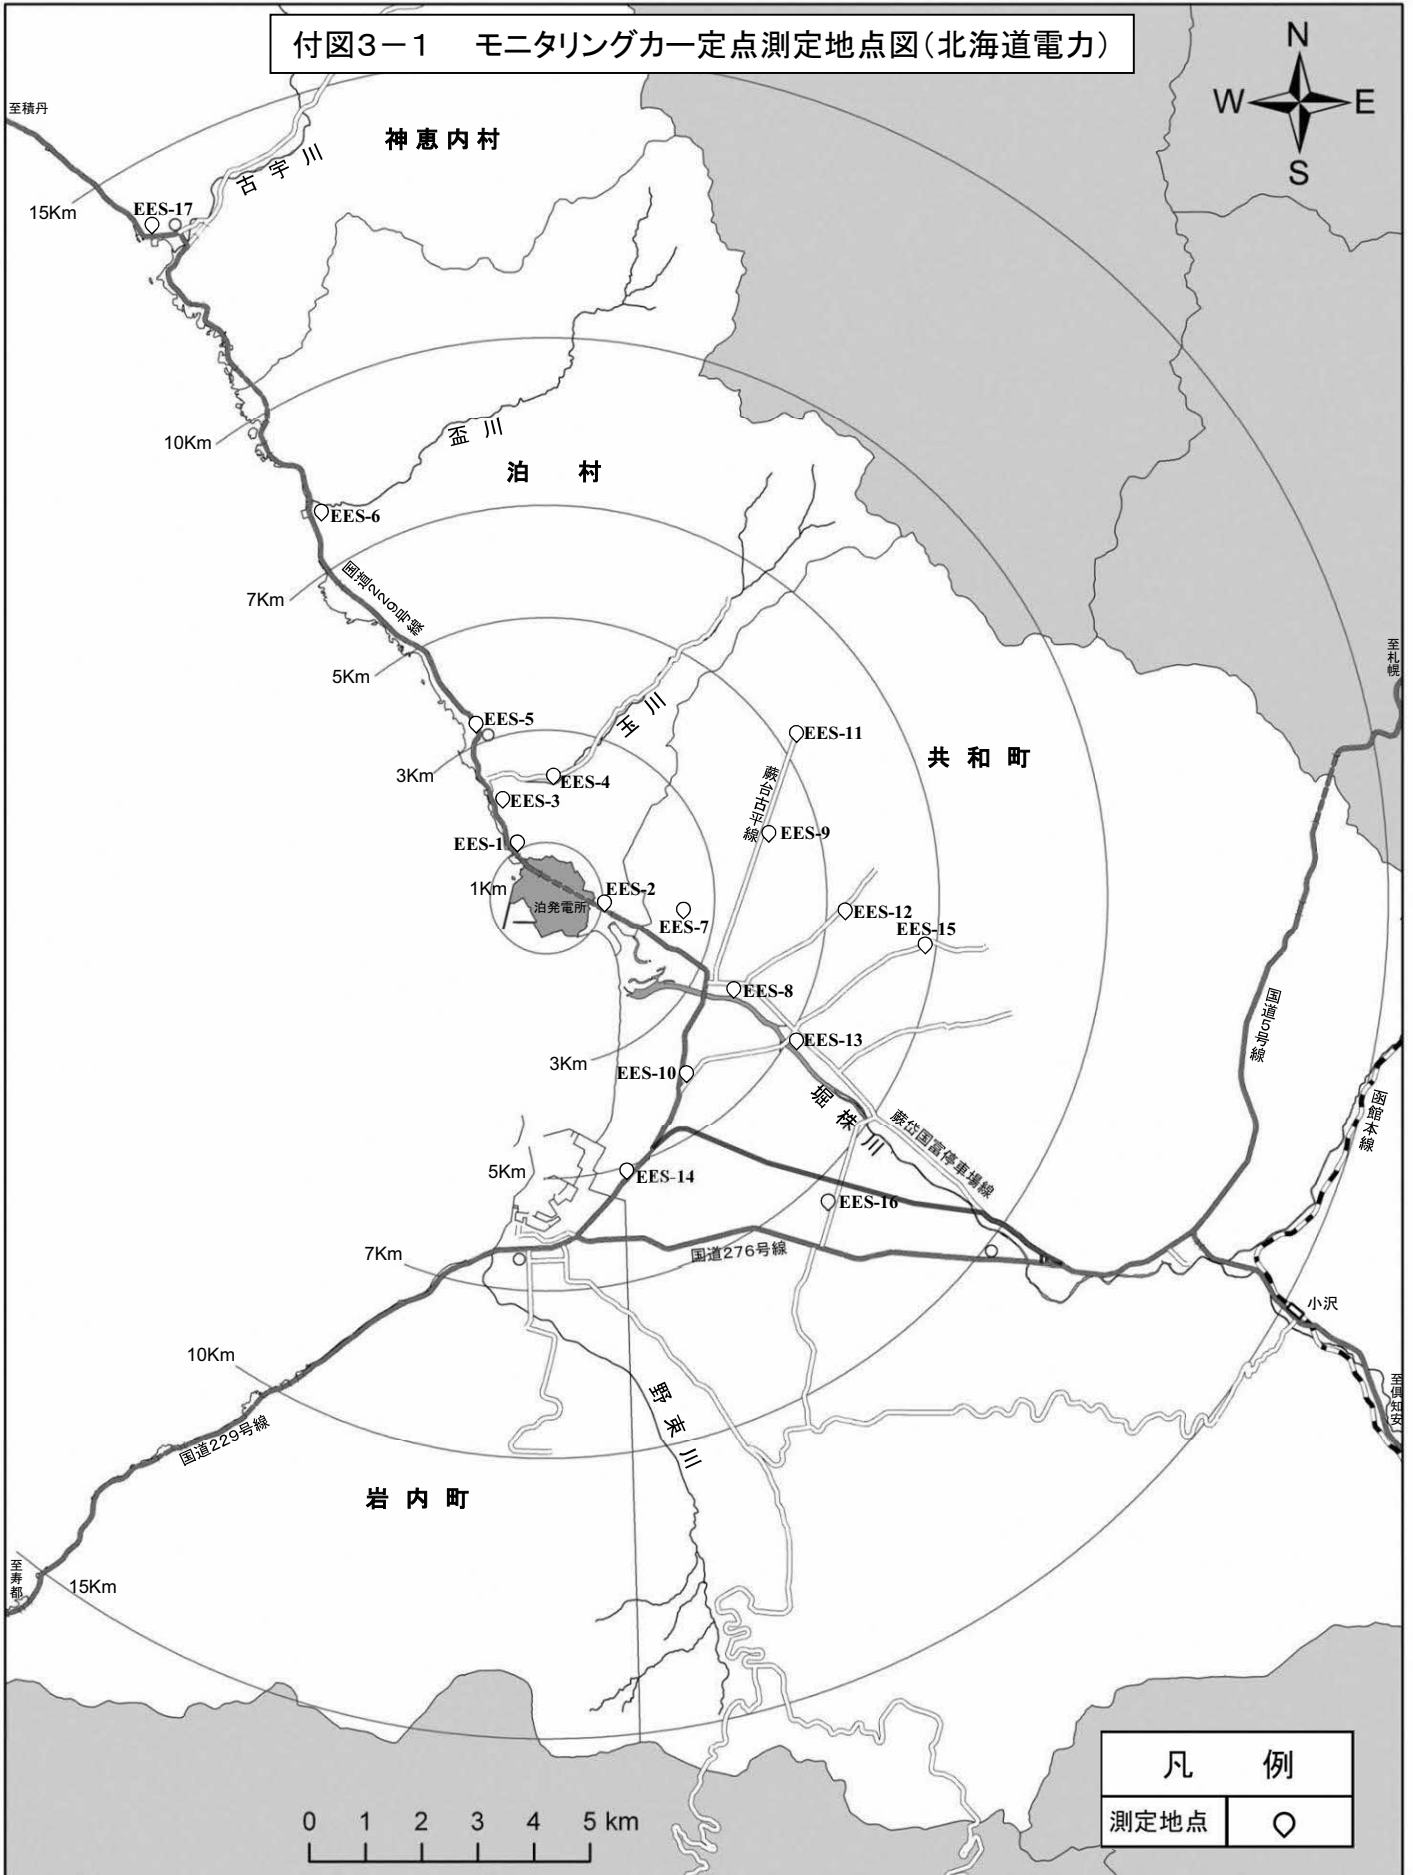 付図3-1 モニタリングカー定点測定地点図(北海道電力)
N
W
E
S
至積丹
神恵内村
古宇川
15Km
EES-17
10Km
盃川
泊村
EES-6
7Km
国道229号線
5Km
至札幌
玉川
EES-5
EES-11
共和町
3Km
EES-4
蕨台古平線
EES-3
EES-9
EES-1
1Km
EES-2
泊発電所
EES-7
EES-12
EES-15
EES-8
国道5号線
EES-13
3Km
EES-10
堀株川
函館本線
蕨岱国富停車場線
5Km
EES-14
EES-16
7Km
国道276号線
小沢
10Km
野束川
至倶知安
国道229号線
岩内町
至寿都
15Km
凡例
測定地点
0 1 2 3 4 5 km